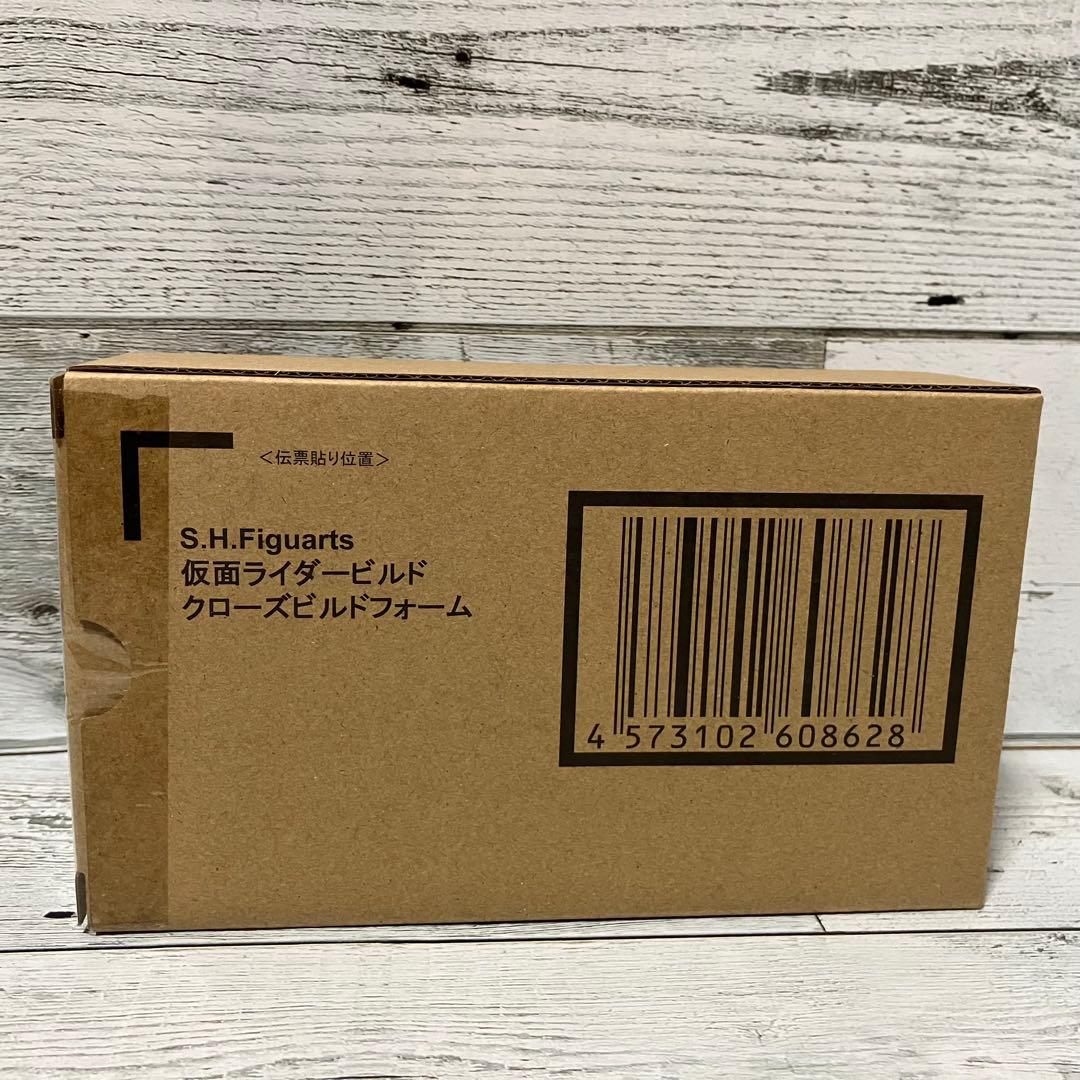 ＜伝票貼り位置＞
S.H.Figuarts
仮面ライダービルド
クローズビルドフォーム
4 573102 608628